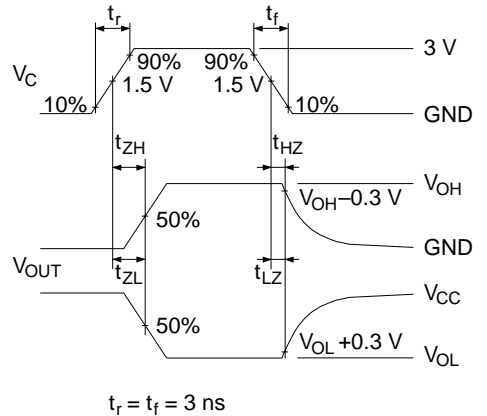 tr tf
90% 90% 3 V
VC 1.5 V 1.5 V
10% 10% GND
tZH tHZ
VOH
VOH–0.3 V
50%
GND
VOUT
tZL tLZ
VCC
50%
VOL +0.3 V
VOL
tr = tf = 3 ns